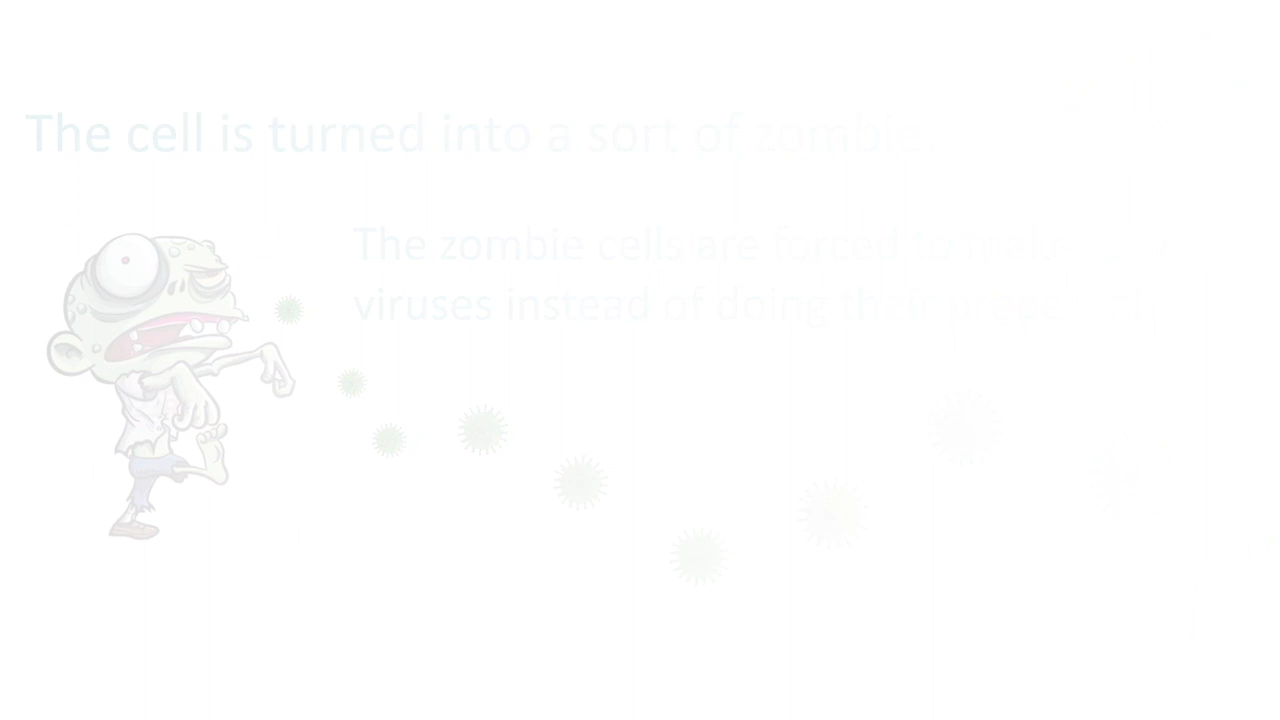 The cell is turned into a sort of zombie.
The zombie cells are forced to make
viruses instead of doing their